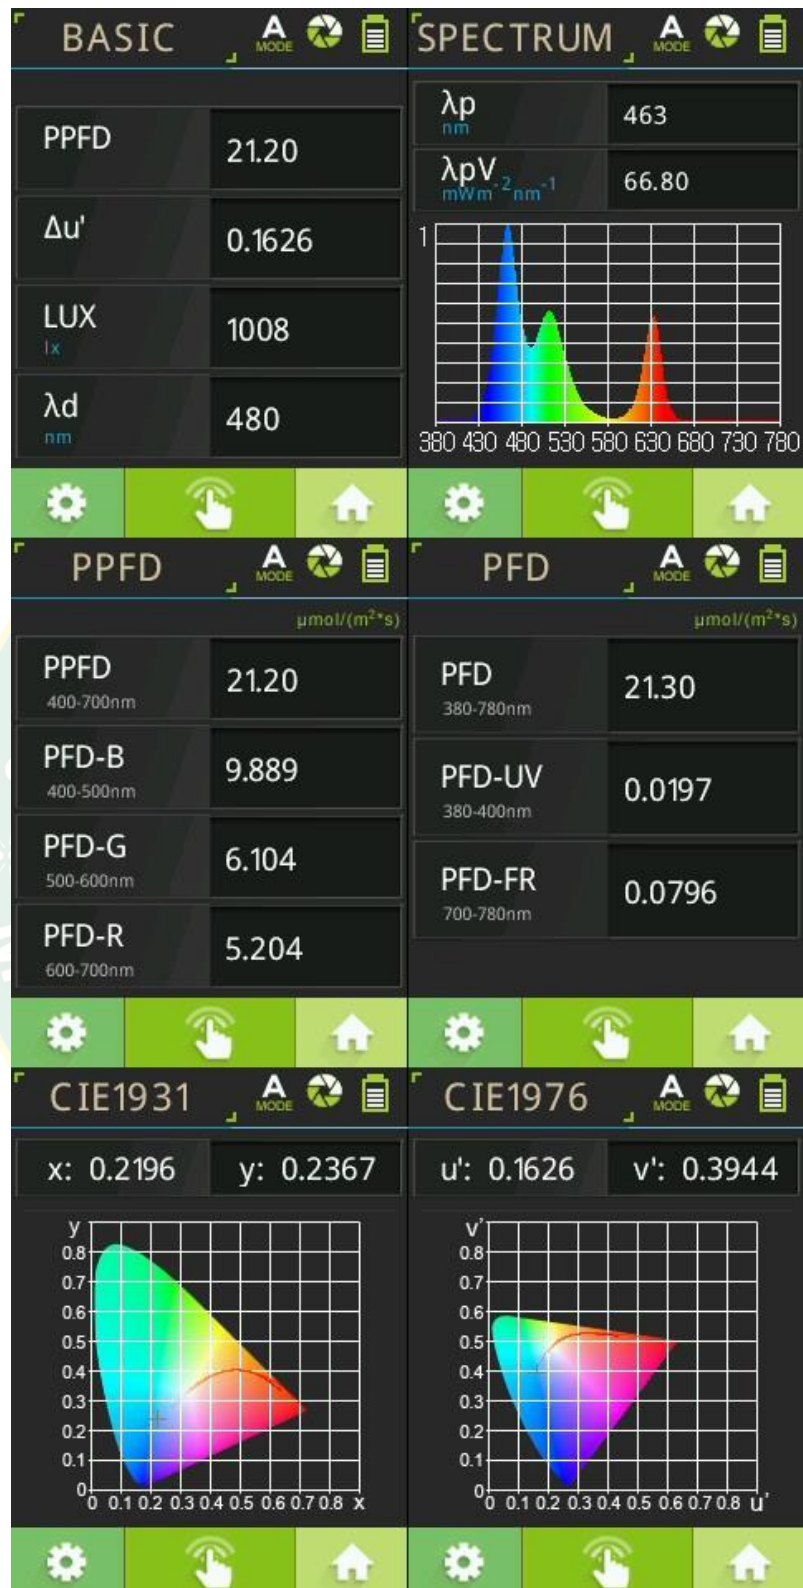 BASIC
A
MODE
PPFD
21.20
Δu'
0.1626
LUX
lx
1008
λd
nm
480
SPECTRUM
A
MODE
λp
nm
463
λpV
mWm⁻²nm⁻¹
66.80
1
380 430 480 530 580 630 680 730 780
PPFD
A
MODE
μmol/(m²*s)
PPFD
400-700nm
21.20
PFD-B
400-500nm
9.889
PFD-G
500-600nm
6.104
PFD-R
600-700nm
5.204
PFD
A
MODE
μmol/(m²*s)
PFD
380-780nm
21.30
PFD-UV
380-400nm
0.0197
PFD-FR
700-780nm
0.0796
CIE1931
A
MODE
x: 0.2196 y: 0.2367
y
0.8
0.7
0.6
0.5
0.4
0.3
0.2
0.1
0
0 0.1 0.2 0.3 0.4 0.5 0.6 0.7 0.8 x
CIE1976
A
MODE
u': 0.1626 v': 0.3944
v'
0.8
0.7
0.6
0.5
0.4
0.3
0.2
0.1
0
0 0.1 0.2 0.3 0.4 0.5 0.6 0.7 0.8 u'